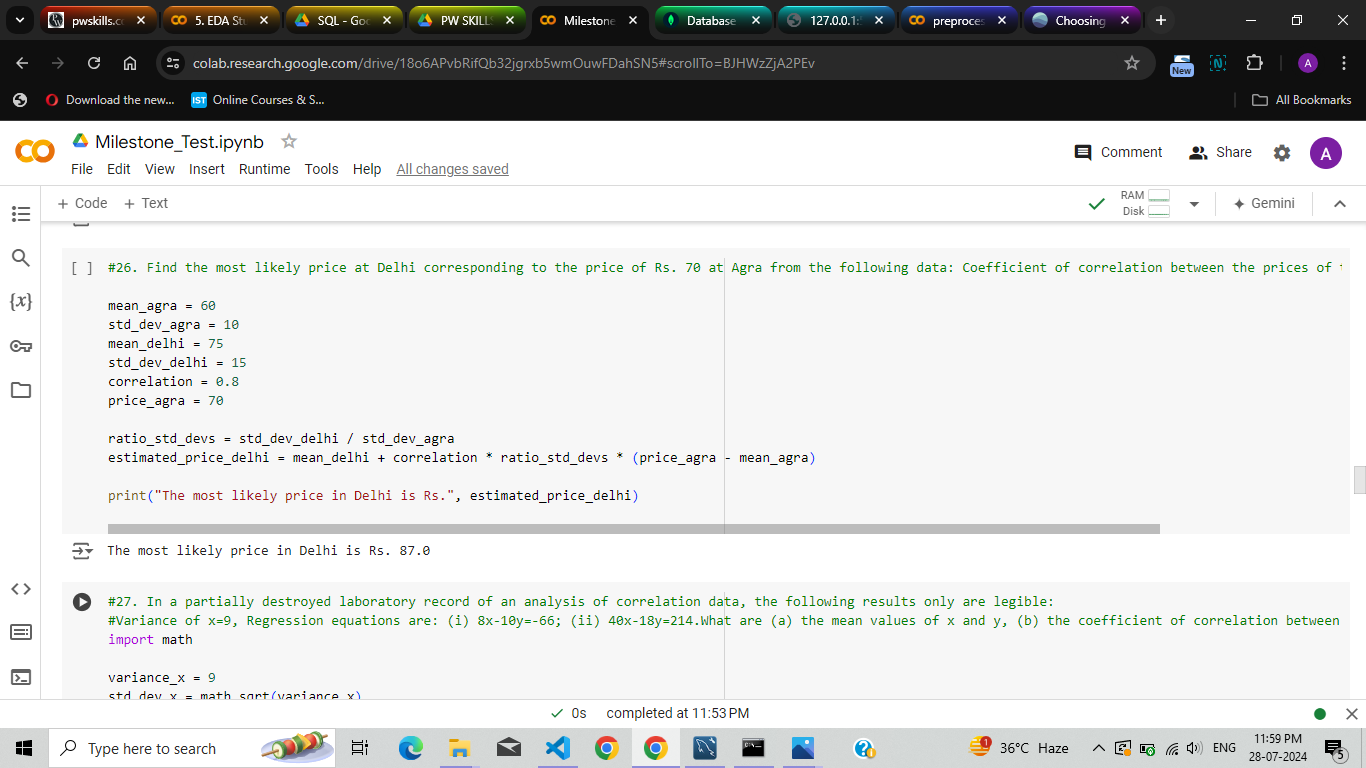 pwskills.c
5. EDA Stu
SQL - Goo
PW SKILL
Milestone
Database
127.0.0.1:
preproces
Choosing
colab.research.google.com/drive/18o6APvbRifQb32jgrxb5wmOuwFDahSN5#scrollTo=BJHWzZjA2PEv
New
N
A
Download the new...
IST Online Courses & S...
All Bookmarks
Milestone_Test.ipynb
File Edit View Insert Runtime Tools Help All changes saved
Comment
Share
A
+ Code + Text
RAM
Disk
Gemini
[ ] #26. Find the most likely price at Delhi corresponding to the price of Rs. 70 at Agra from the following data: Coefficient of correlation between the prices of
mean_agra = 60
std_dev_agra = 10
mean_delhi = 75
std_dev_delhi = 15
correlation = 0.8
price_agra = 70
ratio_std_devs = std_dev_delhi / std_dev_agra
estimated_price_delhi = mean_delhi + correlation * ratio_std_devs * (price_agra - mean_agra)
print("The most likely price in Delhi is Rs.", estimated_price_delhi)
The most likely price in Delhi is Rs. 87.0
#27. In a partially destroyed laboratory record of an analysis of correlation data, the following results only are legible:
#Variance of x=9, Regression equations are: (i) 8x-10y=-66; (ii) 40x-18y=214.What are (a) the mean values of x and y, (b) the coefficient of correlation between
import math
variance_x = 9
std_dev_x = math.sqrt(variance_x)
{x}
0s completed at 11:53 PM
Type here to search
1
36°C Haze
ENG
11:59 PM
28-07-2024
5